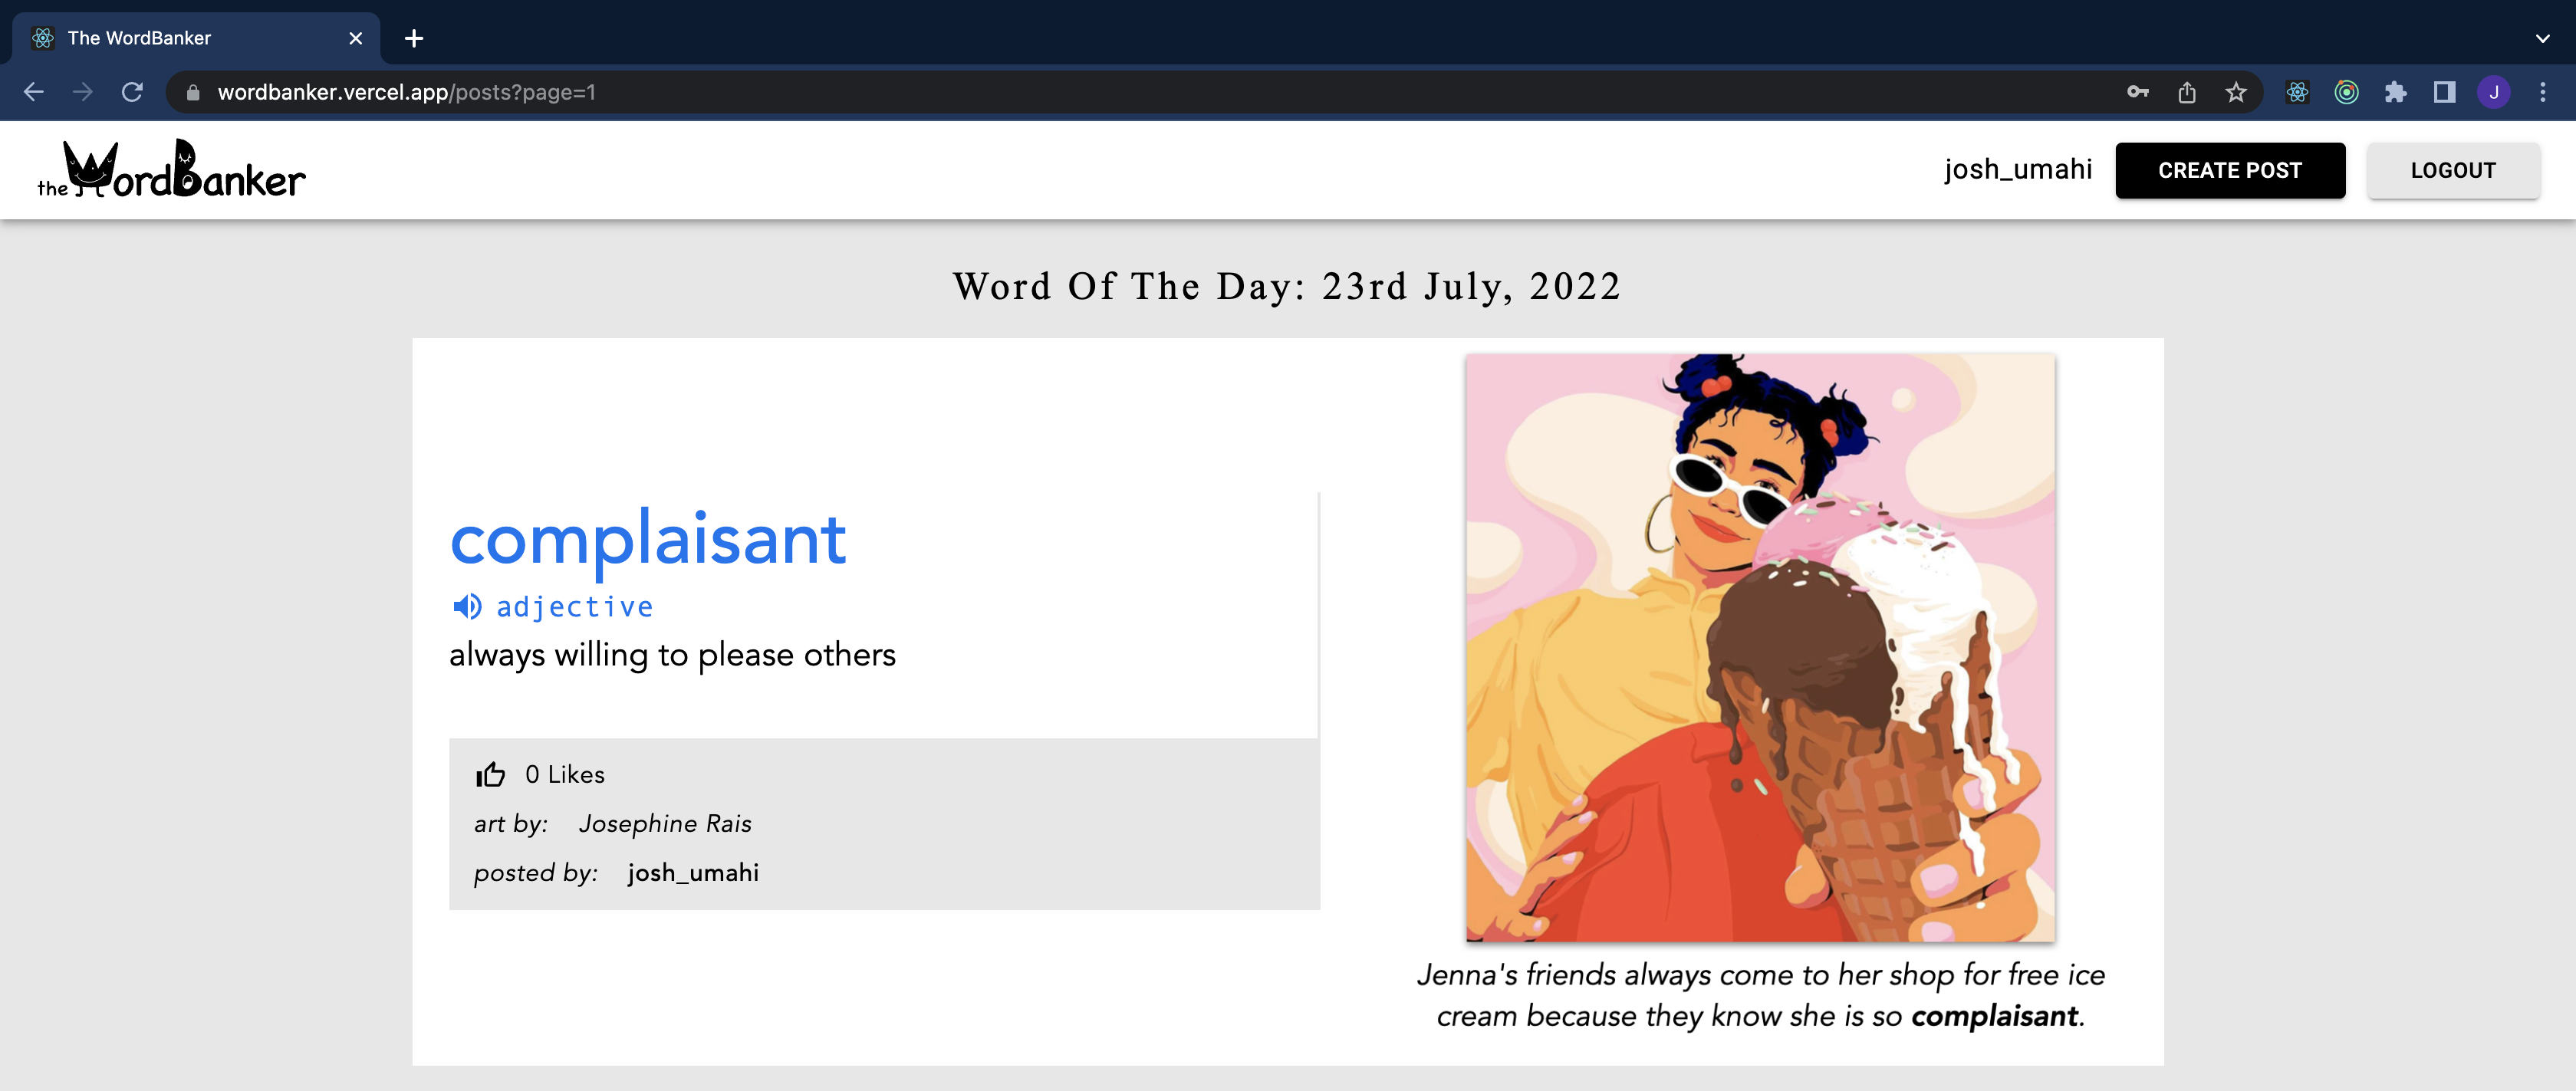 The WordBanker
wordbanker.vercel.app/posts?page=1
J
the WordBanker
josh_umahi
CREATE POST
LOGOUT
Word Of The Day: 23rd July, 2022
complaisant
adjective
always willing to please others
0 Likes
art by: Josephine Rais
posted by: josh_umahi
Jenna's friends always come to her shop for free ice
cream because they know she is so complaisant.